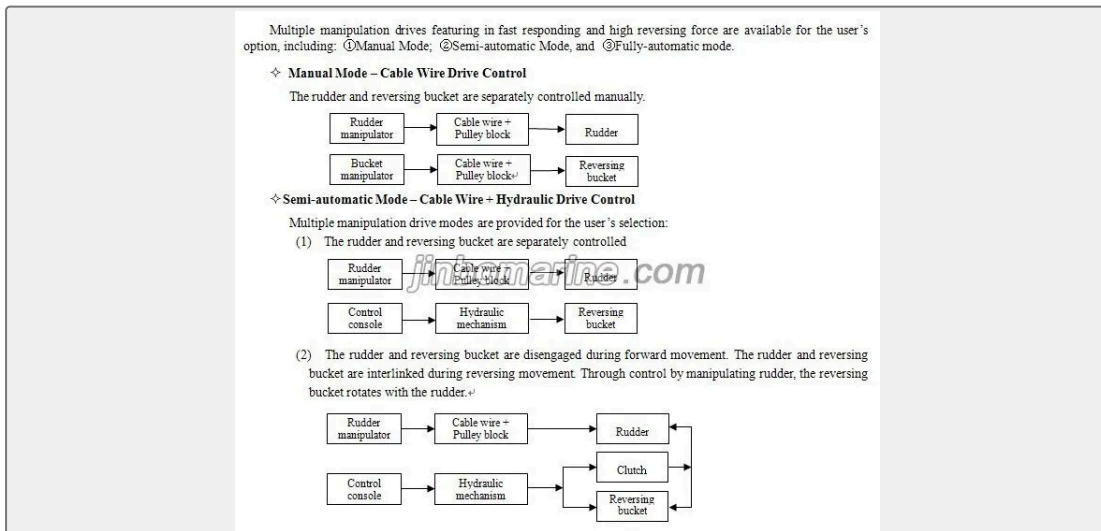 Multiple manipulation drives featuring in fast responding and high reversing force are available for the user's
option, including: ①Manual Mode; ②Semi-automatic Mode, and ③Fully-automatic mode.
✧ Manual Mode – Cable Wire Drive Control
The rudder and reversing bucket are separately controlled manually.
Rudder
manipulator
Cable wire +
Pulley block
Rudder
Bucket
manipulator
Cable wire +
Pulley block↵
Reversing
bucket
✧ Semi-automatic Mode – Cable Wire + Hydraulic Drive Control
Multiple manipulation drive modes are provided for the user's selection:
(1) The rudder and reversing bucket are separately controlled
Rudder
manipulator
Cable wire +
Pulley block
Rudder
jinbomarine.com
Control
console
Hydraulic
mechanism
Reversing
bucket
(2) The rudder and reversing bucket are disengaged during forward movement. The rudder and reversing
bucket are interlinked during reversing movement. Through control by manipulating rudder, the reversing
bucket rotates with the rudder.↵
Rudder
manipulator
Cable wire +
Pulley block
Rudder
Clutch
Control
console
Hydraulic
mechanism
Reversing
bucket